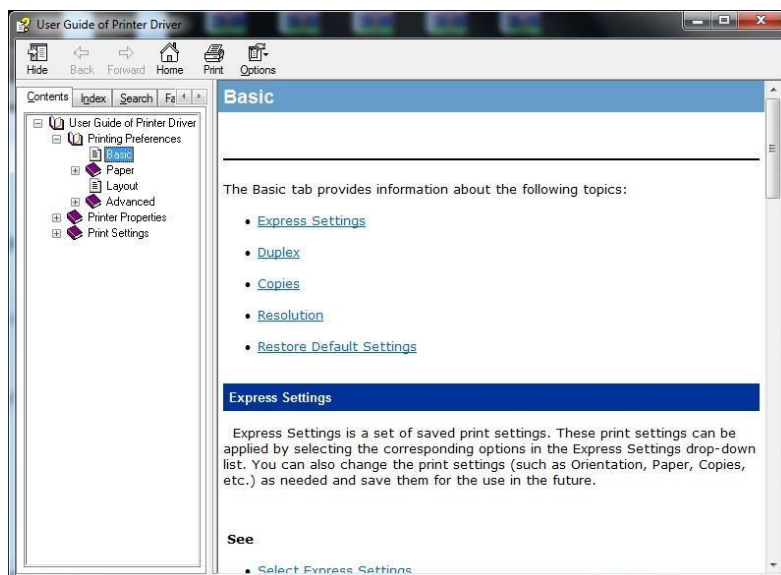 User Guide of Printer Driver
Hide Back Forward Home Print Options
Contents Index Search Fa
User Guide of Printer Driver
Printing Preferences
Basic
Paper
Layout
Advanced
Printer Properties
Print Settings
Basic
The Basic tab provides information about the following topics:
• Express Settings
• Duplex
• Copies
• Resolution
• Restore Default Settings
Express Settings
Express Settings is a set of saved print settings. These print settings can be
applied by selecting the corresponding options in the Express Settings drop-down
list. You can also change the print settings (such as Orientation, Paper, Copies,
etc.) as needed and save them for the use in the future.
See
• Select Express Settings